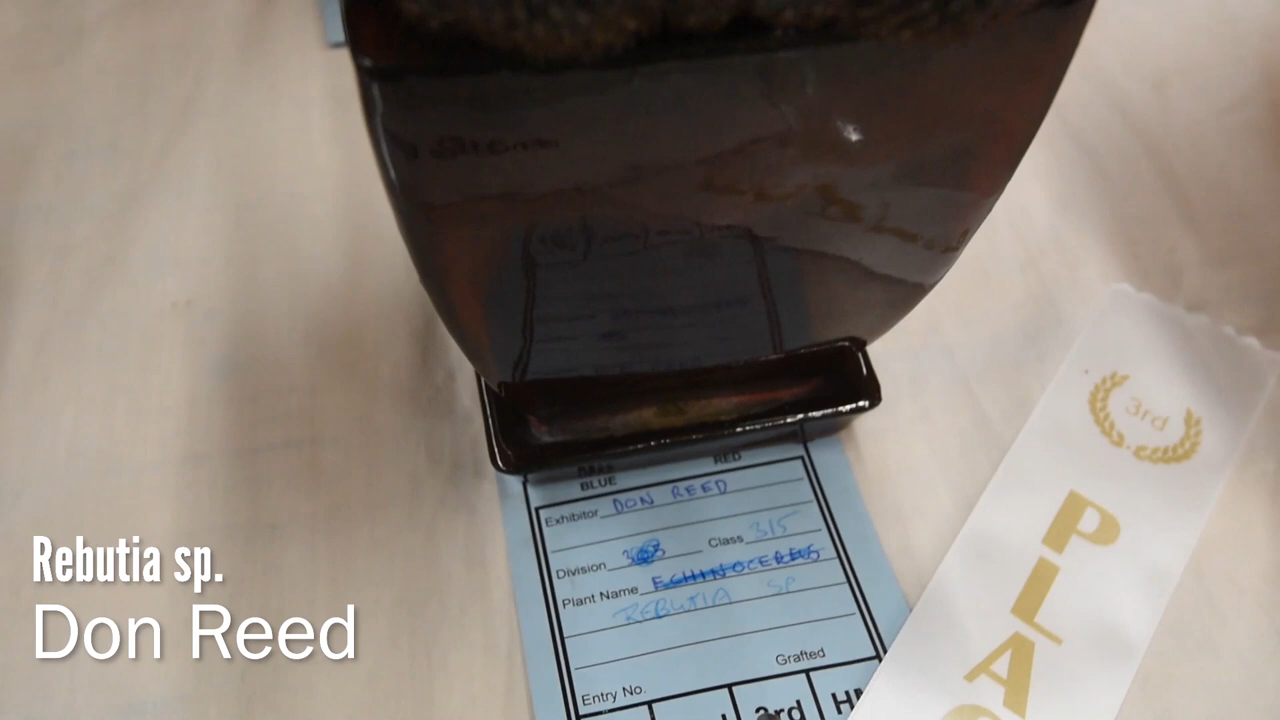 RED
BLUE
Exhibitor DON REED
Division Class 315
Plant Name ECHINOCEREUS
REBUTIA SP
Grafted
Entry No.
3rd
3rd
PLA
Rebutia sp.
Don Reed